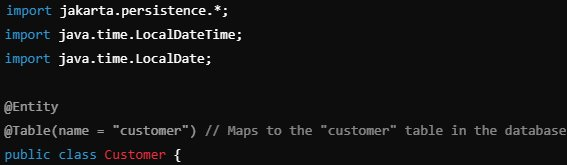 import jakarta.persistence.*;
import java.time.LocalDateTime;
import java.time.LocalDate;
@Entity
@Table(name = "customer") // Maps to the "customer" table in the database
public class Customer {